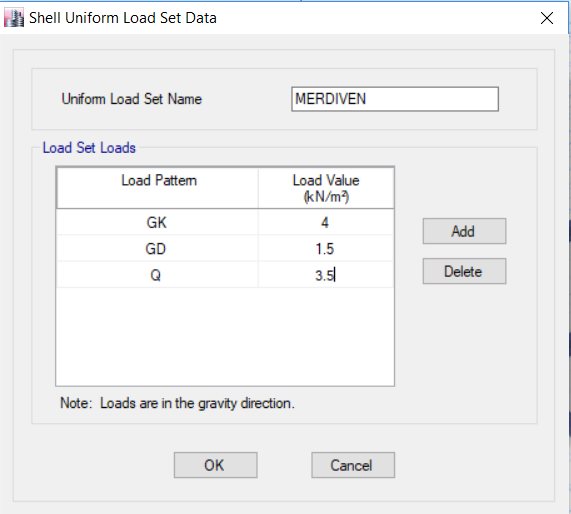 Shell Uniform Load Set Data
Uniform Load Set Name MERDIVEN
Load Set Loads
Load Pattern Load Value
(kN/m²)
GK 4
GD 1.5
Q 3.5
Add
Delete
Note: Loads are in the gravity direction.
OK Cancel